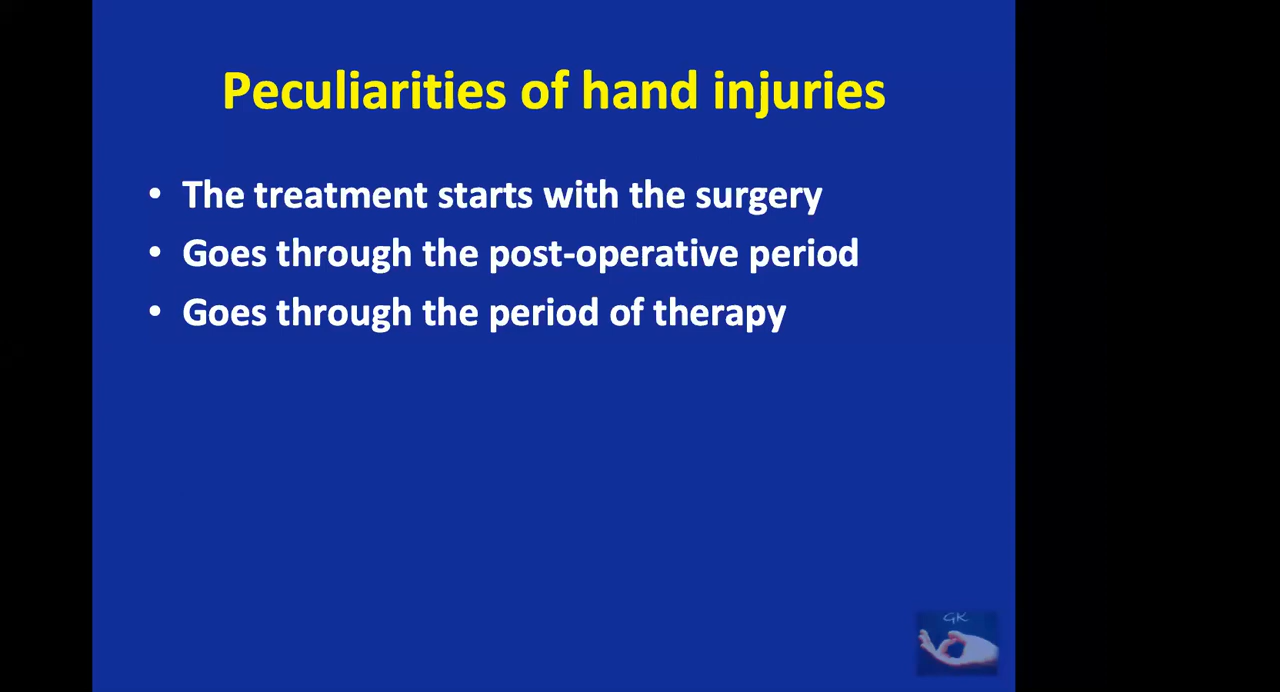 Peculiarities of hand injuries
• The treatment starts with the surgery
• Goes through the post-operative period
• Goes through the period of therapy
GK